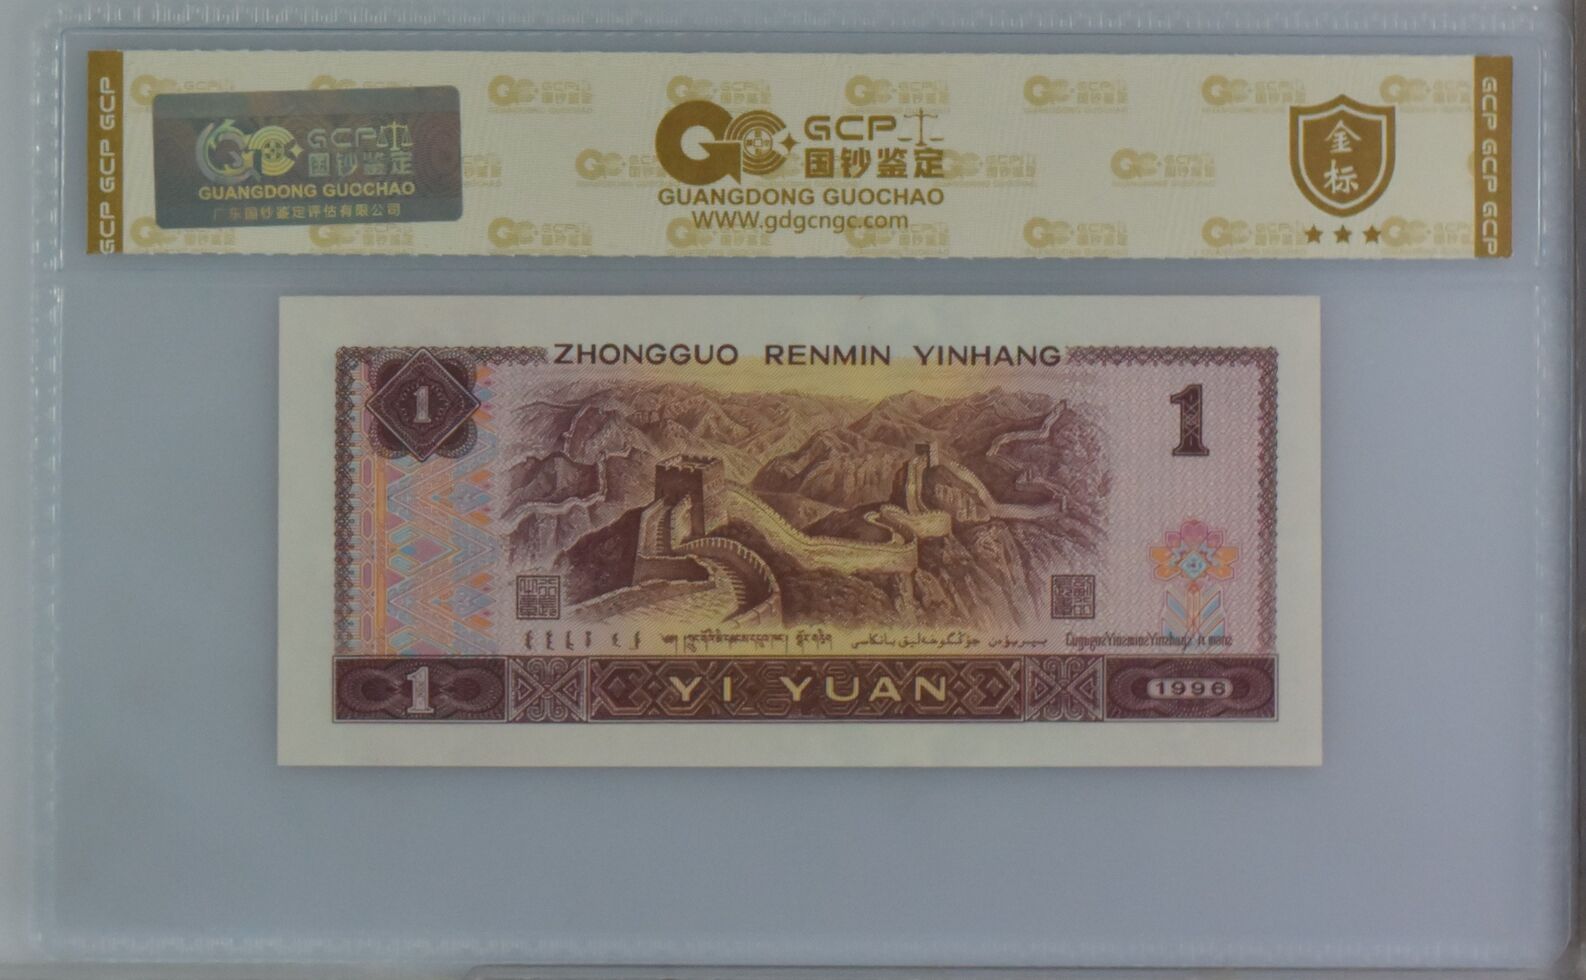 GCP GCP GCP
GCP
国钞鉴定
GUANGDONG GUOCHAO
广东国钞鉴定评估有限公司
GCP
国钞鉴定
GUANGDONG GUOCHAO
WWW.gdgcngc.com
金标
GCP GCP GCP
ZHONGGUO RENMIN YINHANG
1
1
1
YI YUAN
1996